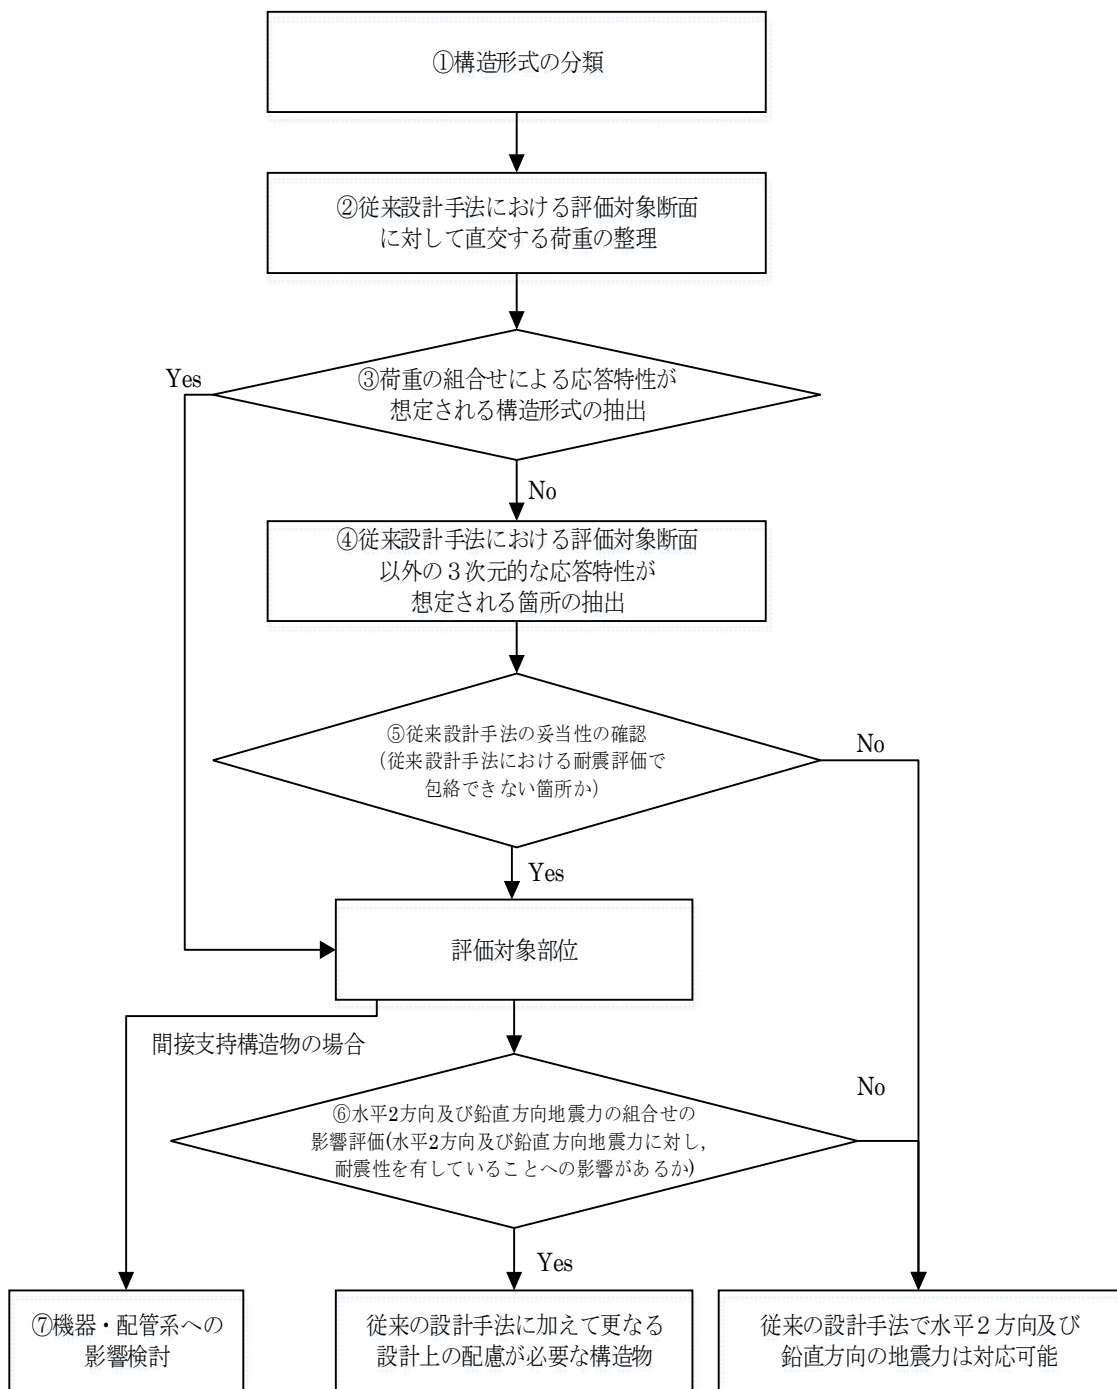 ①構造形式の分類
②従来設計手法における評価対象断面
に対して直交する荷重の整理
③荷重の組合せによる応答特性が
想定される構造形式の抽出
Yes
No
④従来設計手法における評価対象断面
以外の３次元的な応答特性が
想定される箇所の抽出
⑤従来設計手法の妥当性の確認
(従来設計手法における耐震評価で
包絡できない箇所か)
No
Yes
評価対象部位
間接支持構造物の場合
⑥水平2方向及び鉛直方向地震力の組合せの
影響評価(水平2方向及び鉛直方向地震力に対し,
耐震性を有していることへの影響があるか)
No
Yes
⑦機器・配管系への
影響検討
従来の設計手法に加えて更なる
設計上の配慮が必要な構造物
従来の設計手法で水平２方向及び
鉛直方向の地震力は対応可能